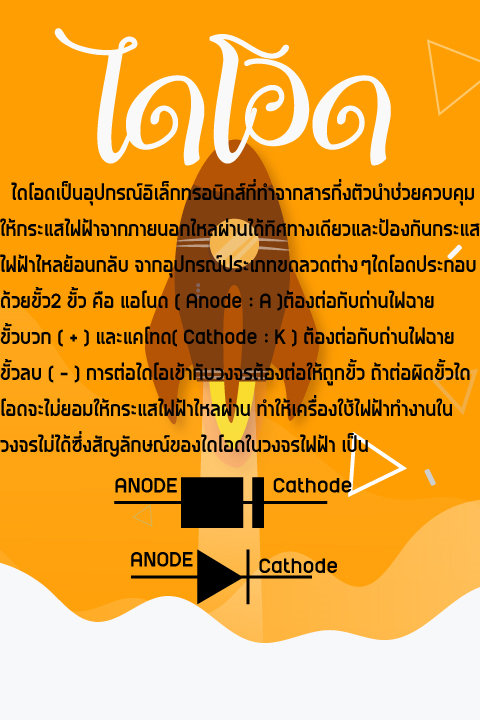 ไดโอด
ไดโอดเป็นอุปกรณ์อิเล็กทรอนิกส์ที่ทำจากสารกึ่งตัวนำช่วยควบคุม
ให้กระแสไฟฟ้าจากภายนอกไหลผ่านได้ทิศทางเดียวและป้องกันกระแส
ไฟฟ้าไหลย้อนกลับ จากอุปกรณ์ประเภทขดลวดต่างๆไดโอดประกอบ
ด้วยขั้ว2 ขั้ว คือ แอโนด ( Anode : A )ต้องต่อกับถ่านไฟฉาย
ขั้วบวก ( + ) และแคโทด( Cathode : K ) ต้องต่อกับถ่านไฟฉาย
ขั้วลบ ( - ) การต่อไดโอเข้ากับวงจรต้องต่อให้ถูกขั้ว ถ้าต่อผิดขั้วได
โอดจะไม่ยอมให้กระแสไฟฟ้าไหลผ่าน ทำให้เครื่องใช้ไฟฟ้าทำงานใน
วงจรไม่ได้ซึ่งสัญลักษณ์ของไดโอดในวงจรไฟฟ้า เป็น
ANODE Cathode
ANODE Cathode